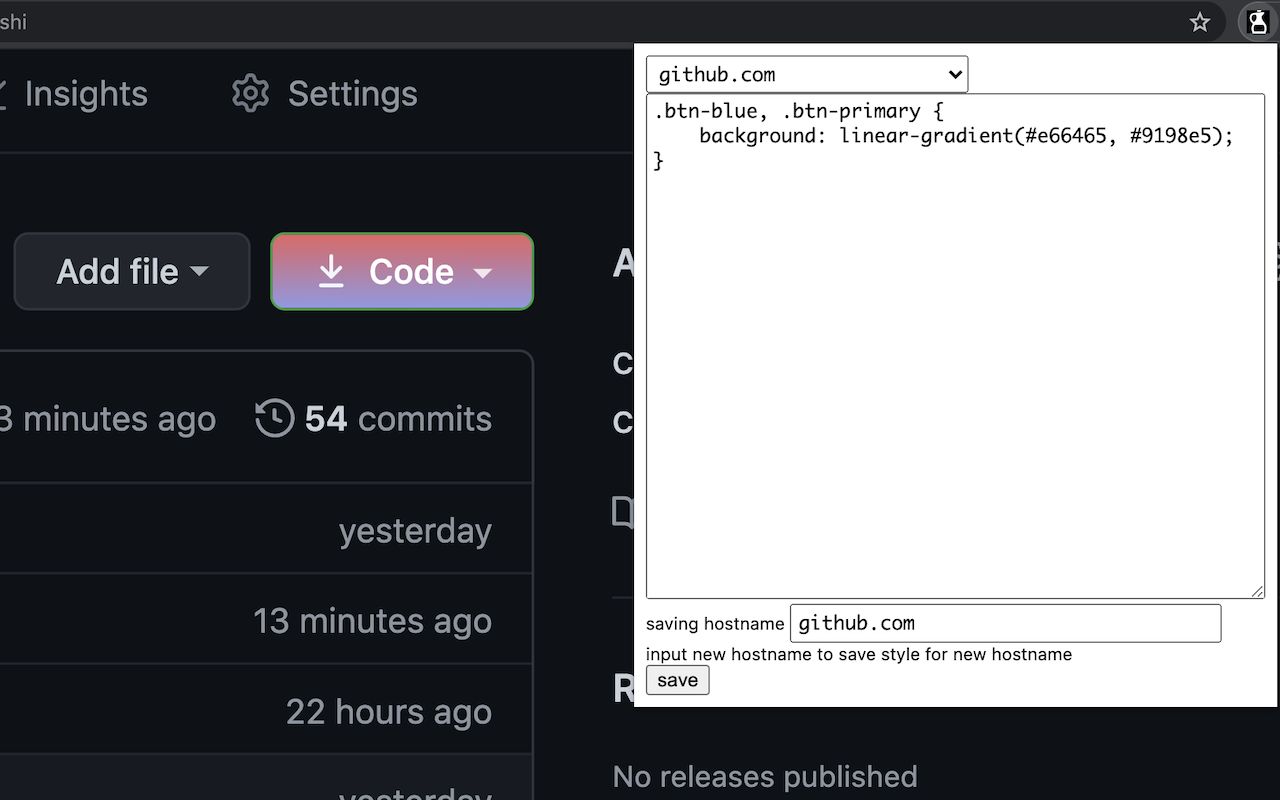 shi
Insights
Settings
Add file
Code
3 minutes ago
54 commits
yesterday
13 minutes ago
22 hours ago
yesterday
A
C
C
R
No releases published
github.com
.btn-blue, .btn-primary {
    background: linear-gradient(#e66465, #9198e5);
}
saving hostname github.com
input new hostname to save style for new hostname
save